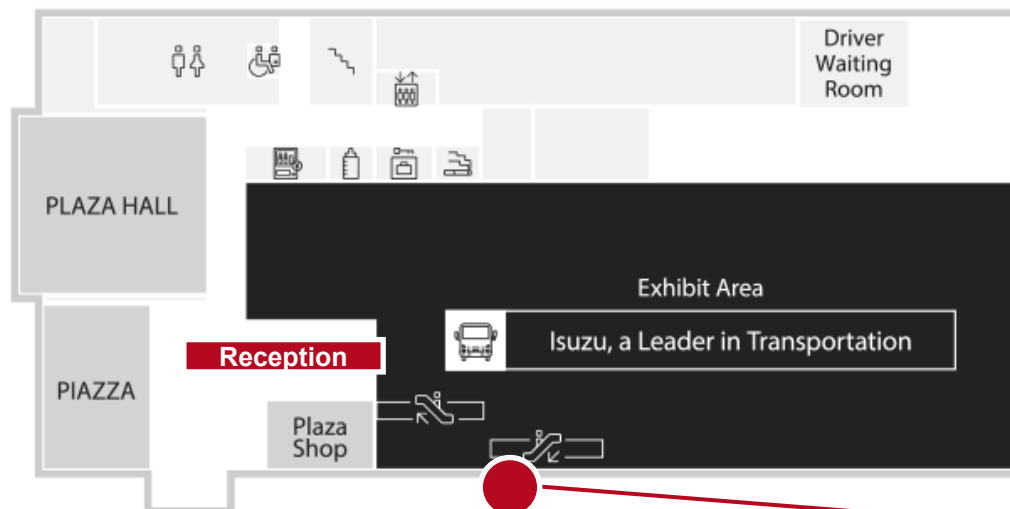 Driver
Waiting
Room
PLAZA HALL
Exhibit Area
Isuzu, a Leader in Transportation
Reception
PIAZZA
Plaza
Shop